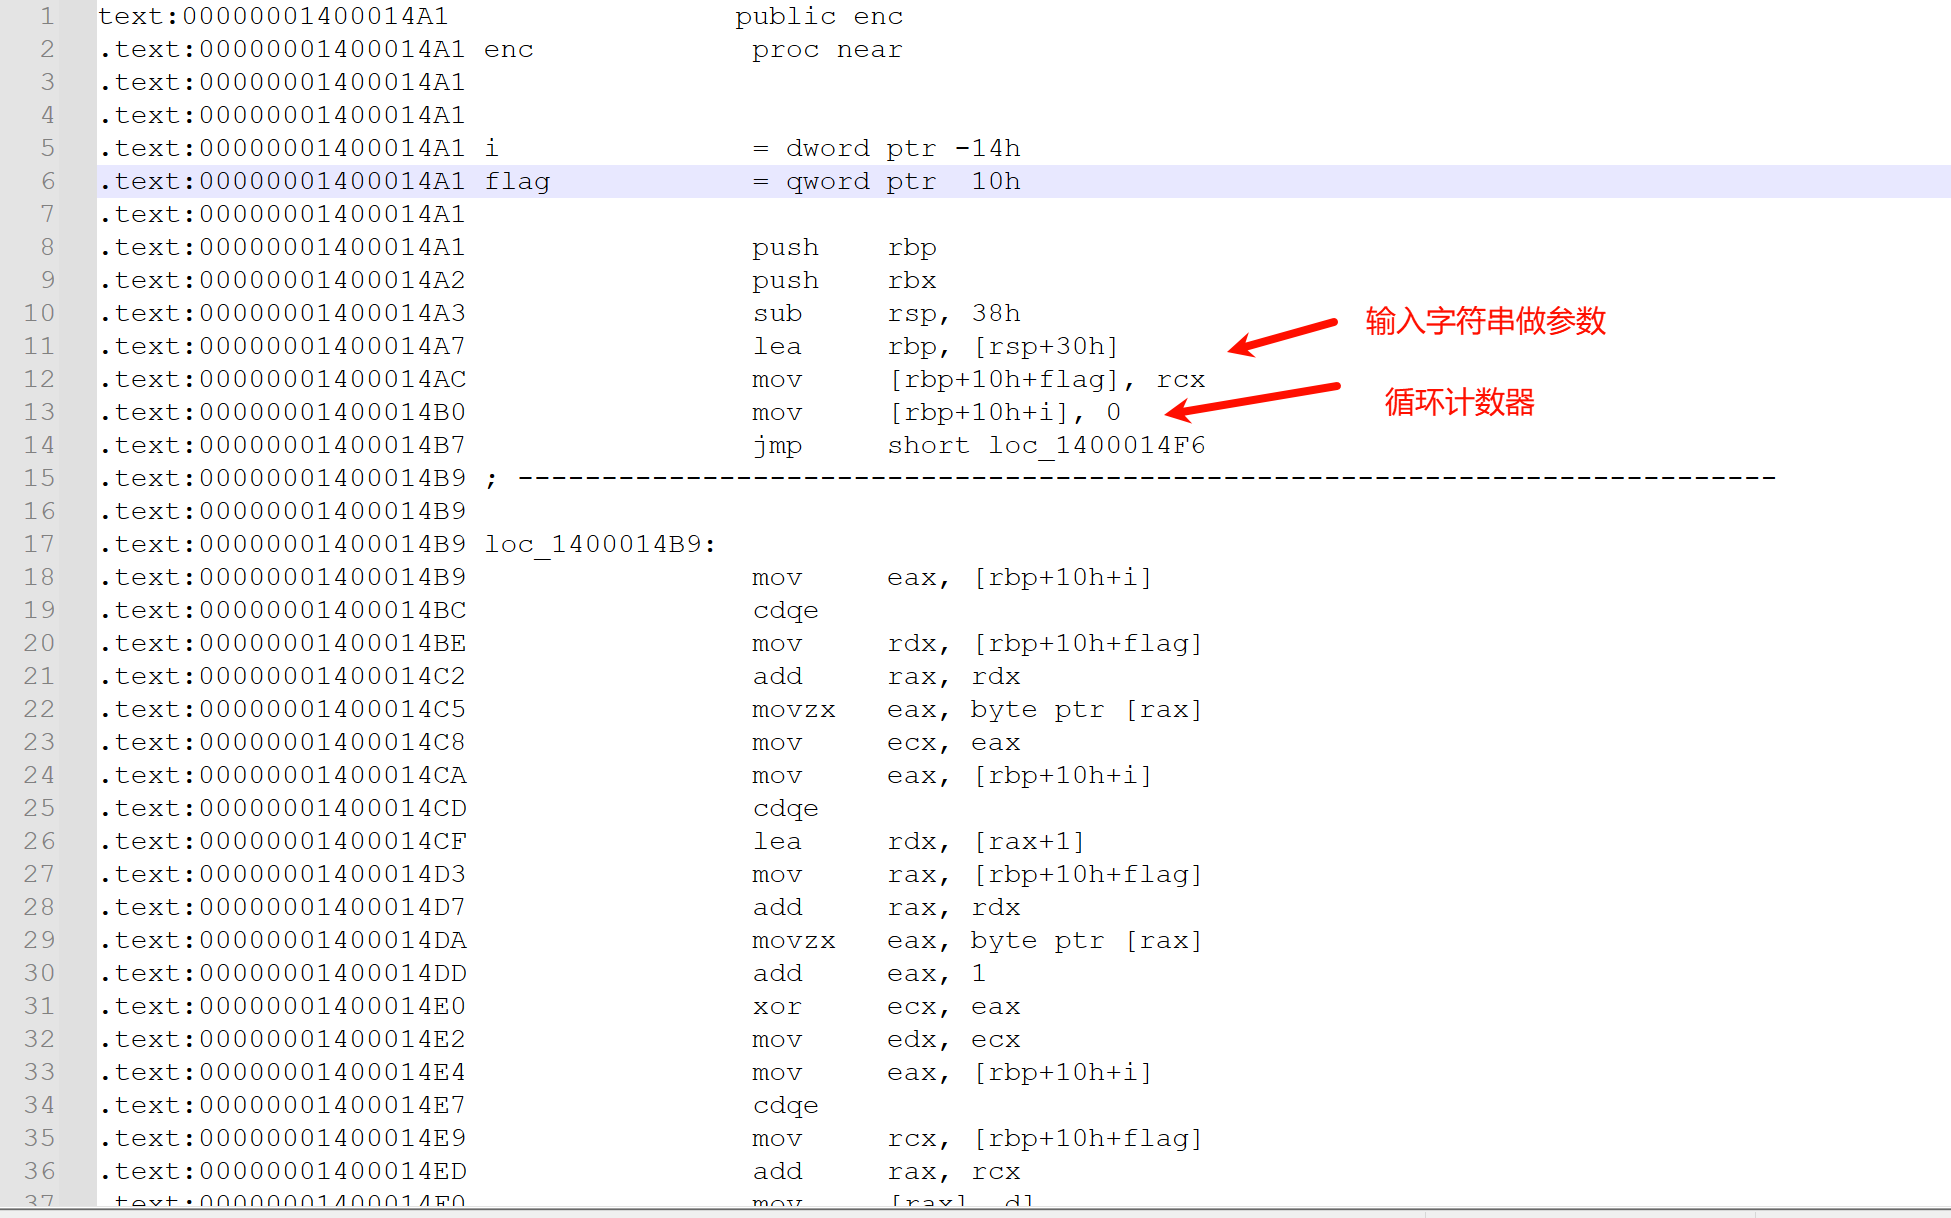 1 text:00000001400014A1 public enc
2 .text:00000001400014A1 enc proc near
3 .text:00000001400014A1
4 .text:00000001400014A1
5 .text:00000001400014A1 i = dword ptr -14h
6 .text:00000001400014A1 flag = qword ptr 10h
7 .text:00000001400014A1
8 .text:00000001400014A1 push rbp
9 .text:00000001400014A2 push rbx
10 .text:00000001400014A3 sub rsp, 38h
输入字符串做参数
11 .text:00000001400014A7 lea rbp, [rsp+30h]
12 .text:00000001400014AC mov [rbp+10h+flag], rcx
循环计数器
13 .text:00000001400014B0 mov [rbp+10h+i], 0
14 .text:00000001400014B7 jmp short loc_1400014F6
15 .text:00000001400014B9 ; ---------------------------------------------------------------------------
16 .text:00000001400014B9
17 .text:00000001400014B9 loc_1400014B9:
18 .text:00000001400014B9 mov eax, [rbp+10h+i]
19 .text:00000001400014BC cdqe
20 .text:00000001400014BE mov rdx, [rbp+10h+flag]
21 .text:00000001400014C2 add rax, rdx
22 .text:00000001400014C5 movzx eax, byte ptr [rax]
23 .text:00000001400014C8 mov ecx, eax
24 .text:00000001400014CA mov eax, [rbp+10h+i]
25 .text:00000001400014CD cdqe
26 .text:00000001400014CF lea rdx, [rax+1]
27 .text:00000001400014D3 mov rax, [rbp+10h+flag]
28 .text:00000001400014D7 add rax, rdx
29 .text:00000001400014DA movzx eax, byte ptr [rax]
30 .text:00000001400014DD add eax, 1
31 .text:00000001400014E0 xor ecx, eax
32 .text:00000001400014E2 mov edx, ecx
33 .text:00000001400014E4 mov eax, [rbp+10h+i]
34 .text:00000001400014E7 cdqe
35 .text:00000001400014E9 mov rcx, [rbp+10h+flag]
36 .text:00000001400014ED add rax, rcx
37 .text:00000001400014F0 mov [rax], dl